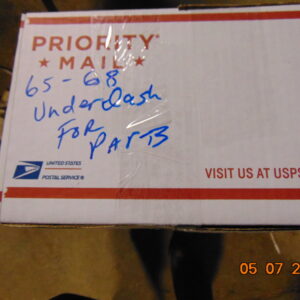 PRIORITY®
★ MAIL ★
65-68
Underdash
FOR
PARTS
UNITED STATES
POSTAL SERVICE®
VISIT US AT USPS
05 07 2